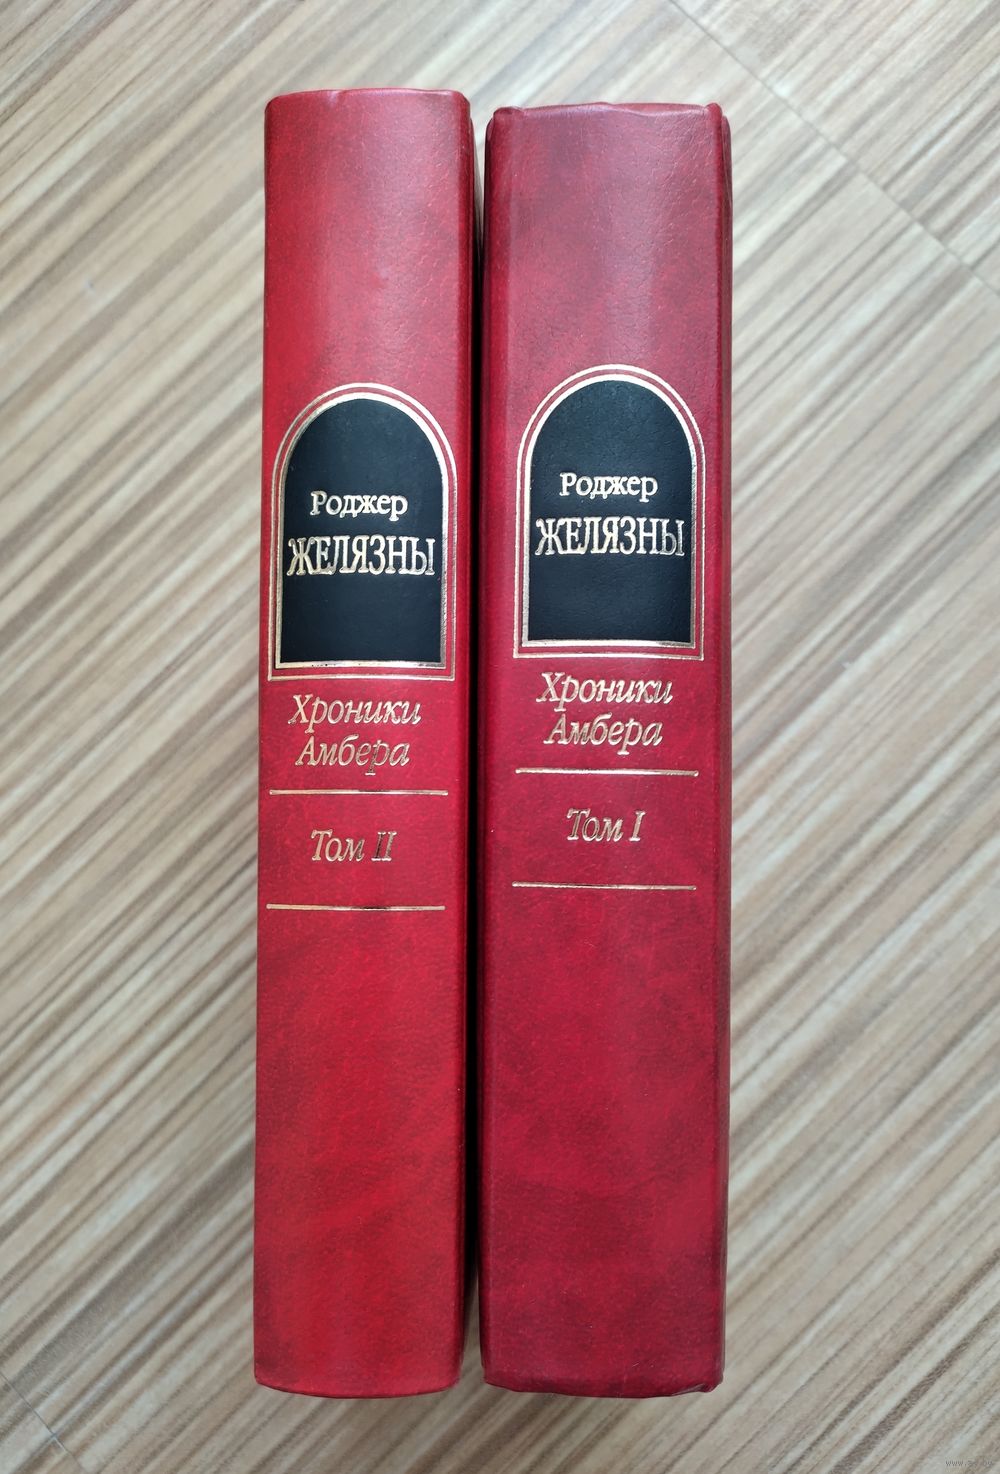 Роджер
ЖЕЛЯЗНЫ
Хроники
Амбера
Том II
Роджер
ЖЕЛЯЗНЫ
Хроники
Амбера
Том I